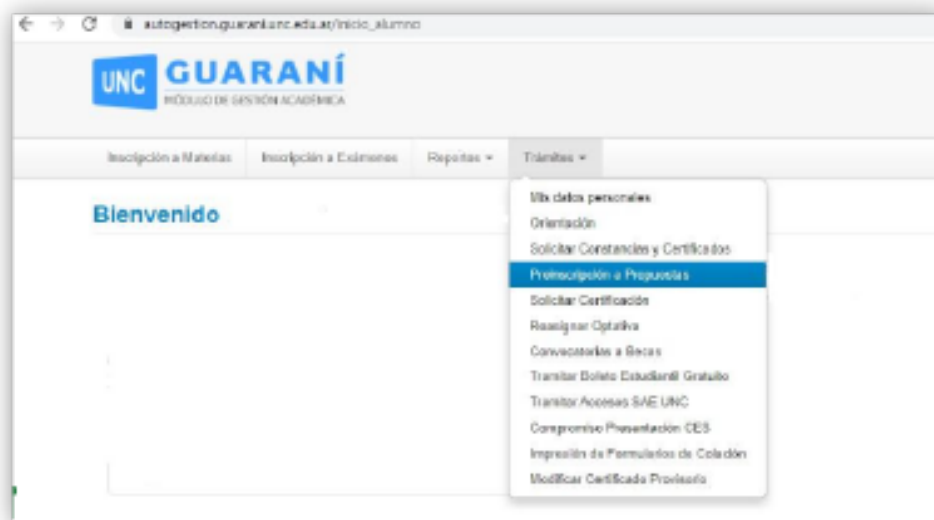 autogestion.guarani.unc.edu.ar/inicio_alumno
UNC GUARANÍ
MÓDULO DE GESTIÓN ACADÉMICA
Inscripción a Materias Inscripción a Exámenes Reportes Trámites
Bienvenido
Mis datos personales
Orientación
Solicitar Constancias y Certificados
Preinscripción a Propuestas
Solicitar Certificación
Reasignar Optativa
Convocatorias a Becas
Tramitar Boleto Estudiantil Gratuito
Tramitar Accesos SAE UNC
Compromiso Presentación CES
Impresión de Formularios de Colación
Modificar Certificado Provisorio